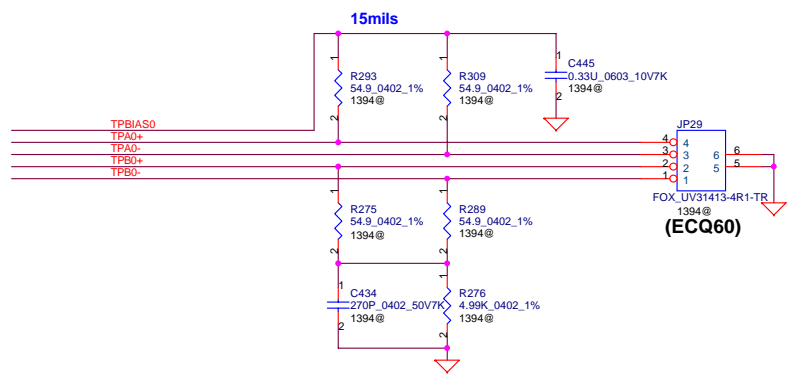 15mils
1
R293
54.9_0402_1%
1394@
2
1
R309
54.9_0402_1%
1394@
2
1
C445
0.33U_0603_10V7K
1394@
2
TPBIAS0
TPA0+
TPA0-
TPB0+
TPB0-
JP29
4 4
3 3
2 2
1 1
6 6
5 5
FOX_UV31413-4R1-TR
1394@
(ECQ60)
1
R275
54.9_0402_1%
1394@
2
1
R289
54.9_0402_1%
1394@
2
1
C434
270P_0402_50V7K
1394@
2
1
R276
4.99K_0402_1%
1394@
2